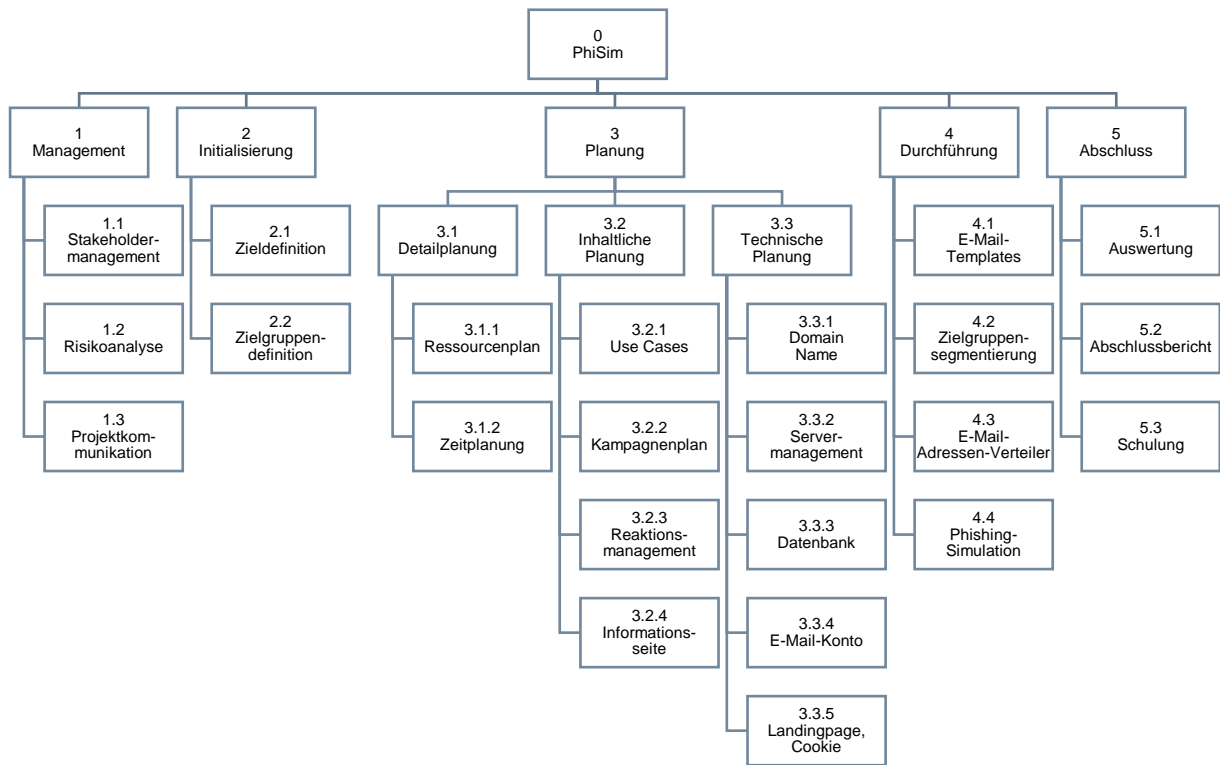 0
PhiSim
1
Management
2
Initialisierung
3
Planung
4
Durchführung
5
Abschluss
1.1
Stakeholder-
management
1.2
Risikoanalyse
1.3
Projektkom-
munikation
2.1
Zieldefinition
2.2
Zielgruppen-
definition
3.1
Detailplanung
3.1.1
Ressourcenplan
3.1.2
Zeitplanung
3.2
Inhaltliche
Planung
3.2.1
Use Cases
3.2.2
Kampagnenplan
3.2.3
Reaktions-
management
3.2.4
Informations-
seite
3.3
Technische
Planung
3.3.1
Domain
Name
3.3.2
Server-
management
3.3.3
Datenbank
3.3.4
E-Mail-Konto
3.3.5
Landingpage,
Cookie
4.1
E-Mail-
Templates
4.2
Zielgruppen-
segmentierung
4.3
E-Mail-
Adressen-Verteiler
4.4
Phishing-
Simulation
5.1
Auswertung
5.2
Abschlussbericht
5.3
Schulung